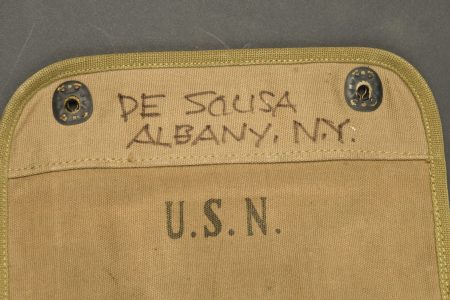 DE SOUSA
ALBANY, N.Y.
U.S.N.